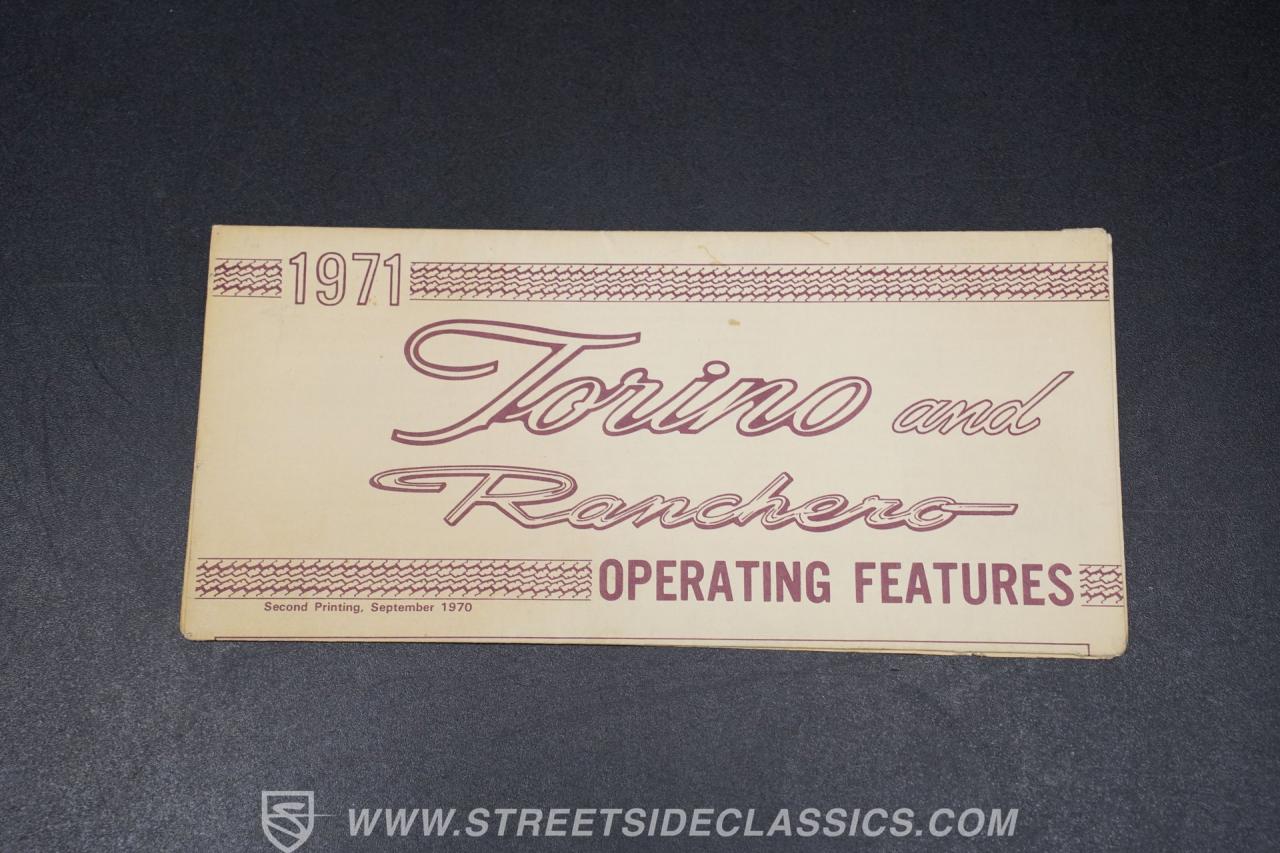 1971
Torino and
Ranchero
OPERATING FEATURES
Second Printing, September 1970
WWW.STREETSIDECLASSICS.COM